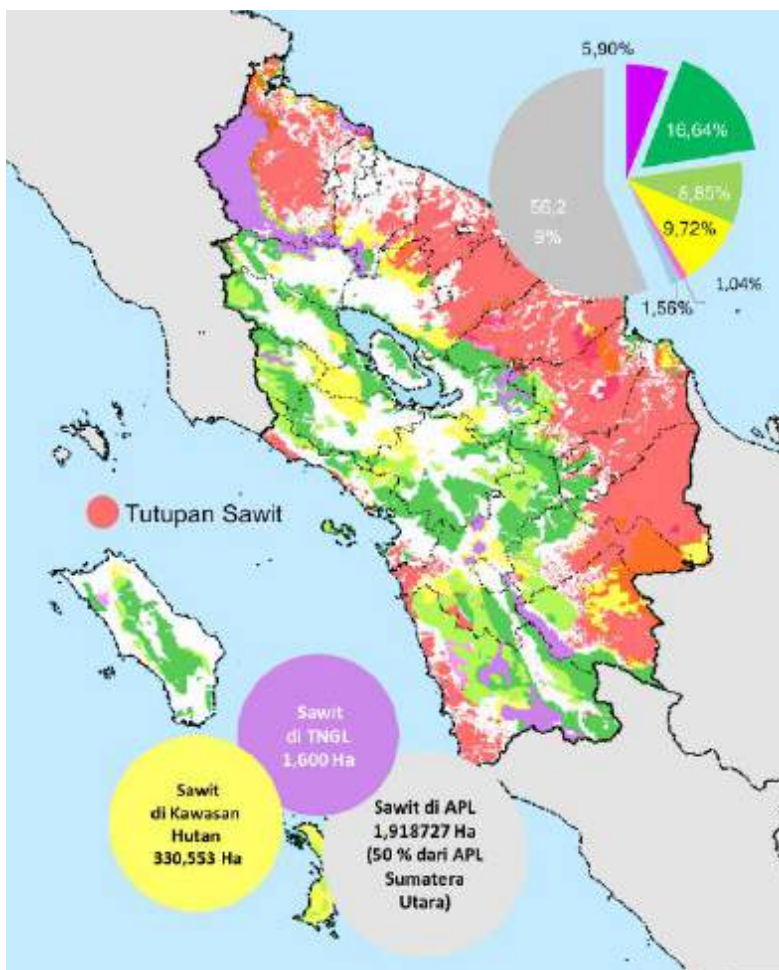 5,90%
16,64%
8,85%
9,72%
1,04%
1,56%
56,2
9%
Tutupan Sawit
Sawit
di TNGL
1,600 Ha
Sawit
di Kawasan
Hutan
330,553 Ha
Sawit di APL
1,918727 Ha
(50 % dari APL
Sumatera
Utara)